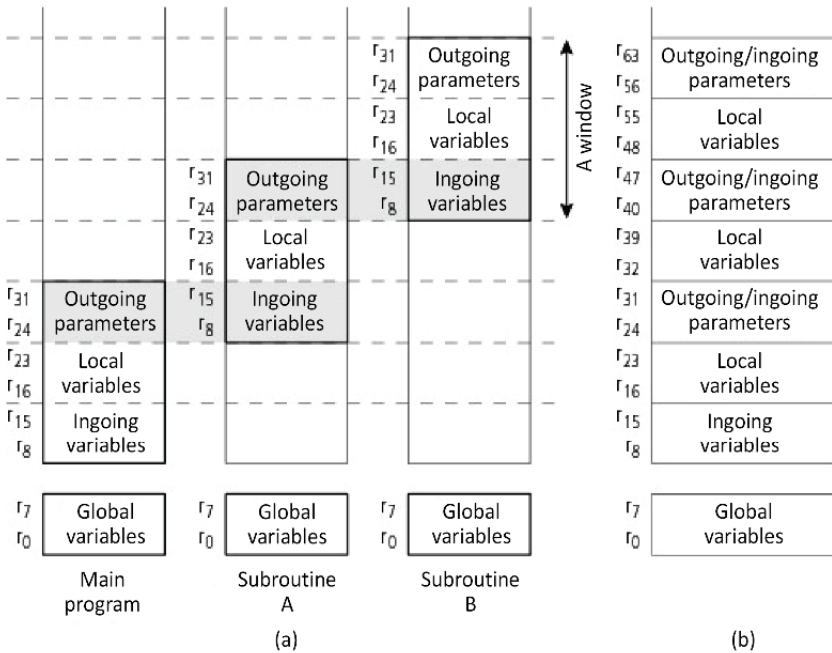 r31 Outgoing
r24 parameters
r23 Local
r16 variables
r15 Ingoing
r8 variables
r7 Global
r0 variables
Main
program
r31 Outgoing
r24 parameters
r23 Local
r16 variables
r15 Ingoing
r8 variables
r7 Global
r0 variables
Subroutine
A
r31 Outgoing
r24 parameters
r23 Local
r16 variables
r15 Ingoing
r8 variables
r7 Global
r0 variables
Subroutine
B
A window
(a)
r63 Outgoing/ingoing
r56 parameters
r55 Local
r48 variables
r47 Outgoing/ingoing
r40 parameters
r39 Local
r32 variables
r31 Outgoing/ingoing
r24 parameters
r23 Local
r16 variables
r15 Ingoing
r8 variables
r7 Global
r0 variables
(b)